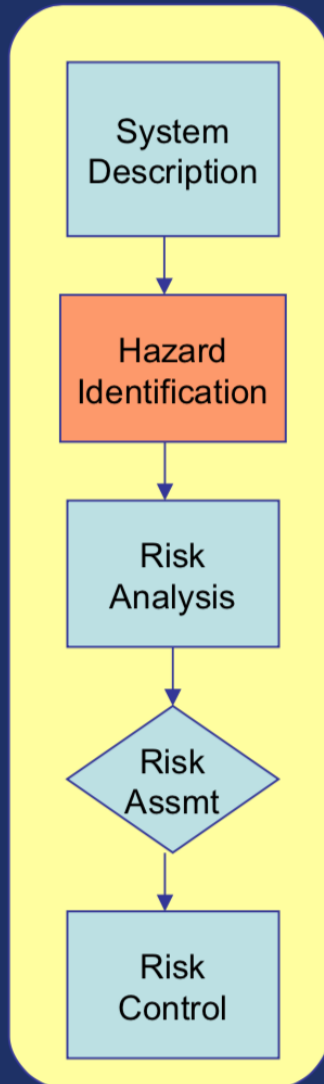 System
Description
Hazard
Identification
Risk
Analysis
Risk
Assmt
Risk
Control